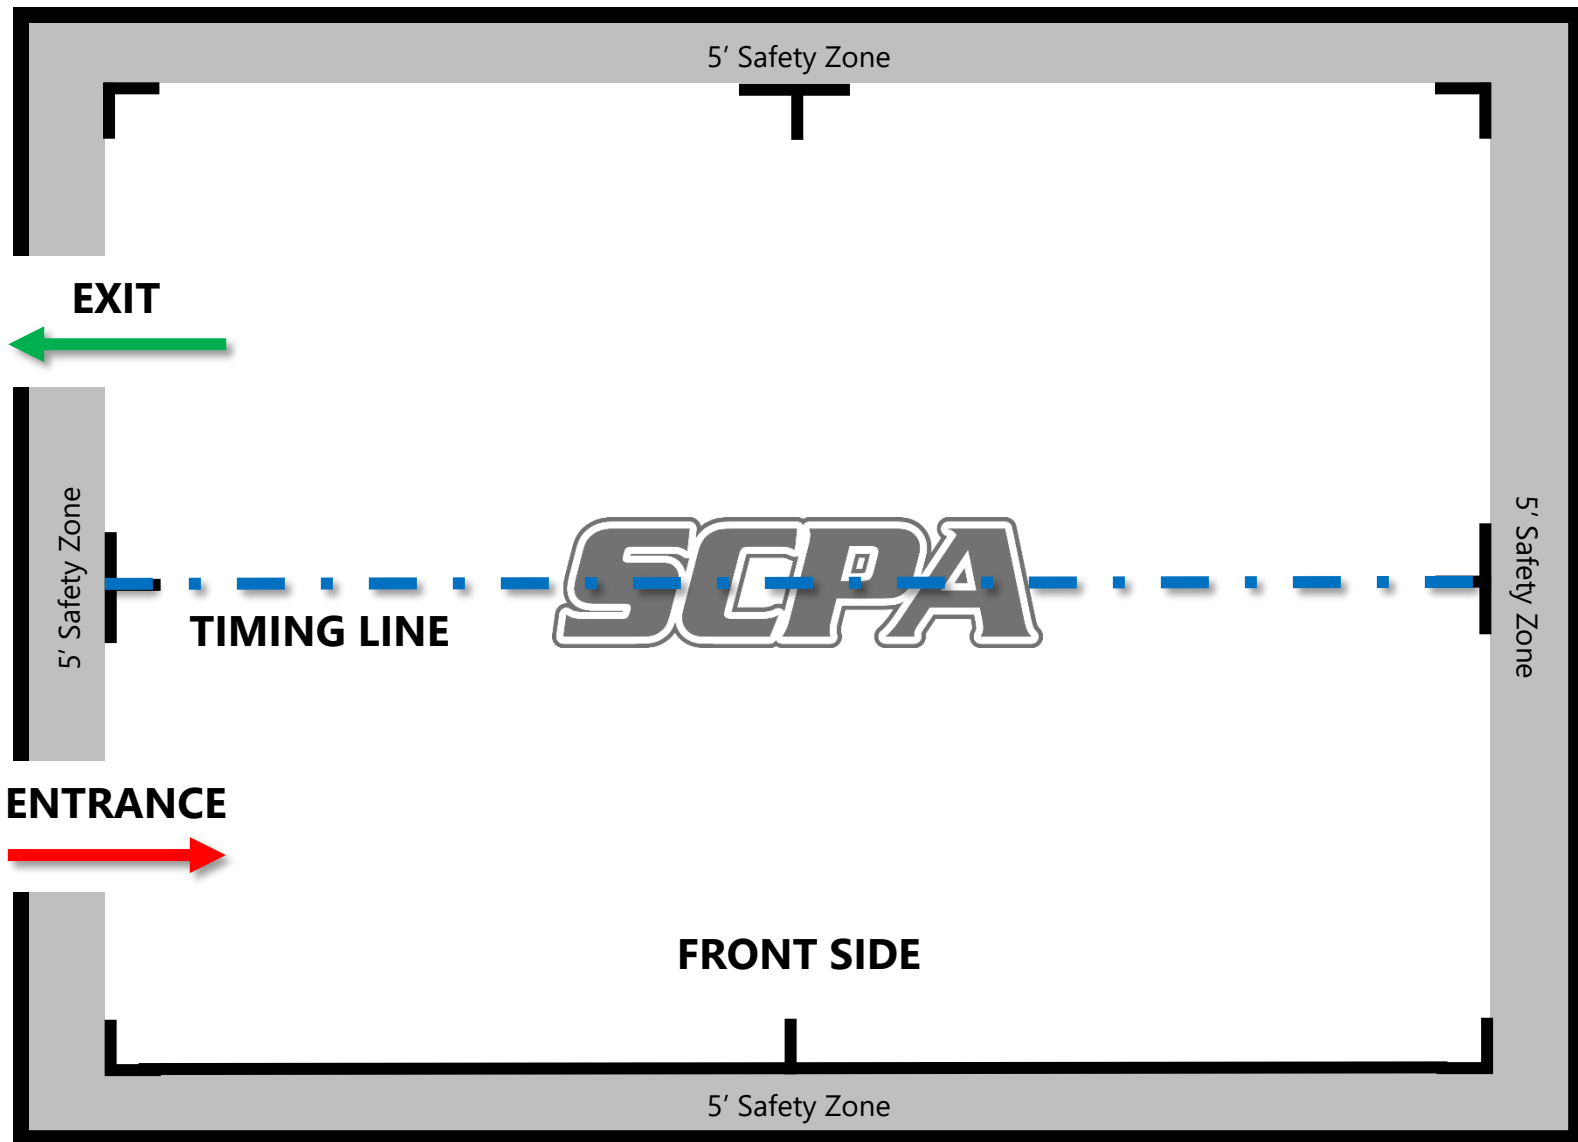 5′ Safety Zone
EXIT
5′ Safety Zone
SCPA
5′ Safety Zone
TIMING LINE
ENTRANCE
FRONT SIDE
5′ Safety Zone